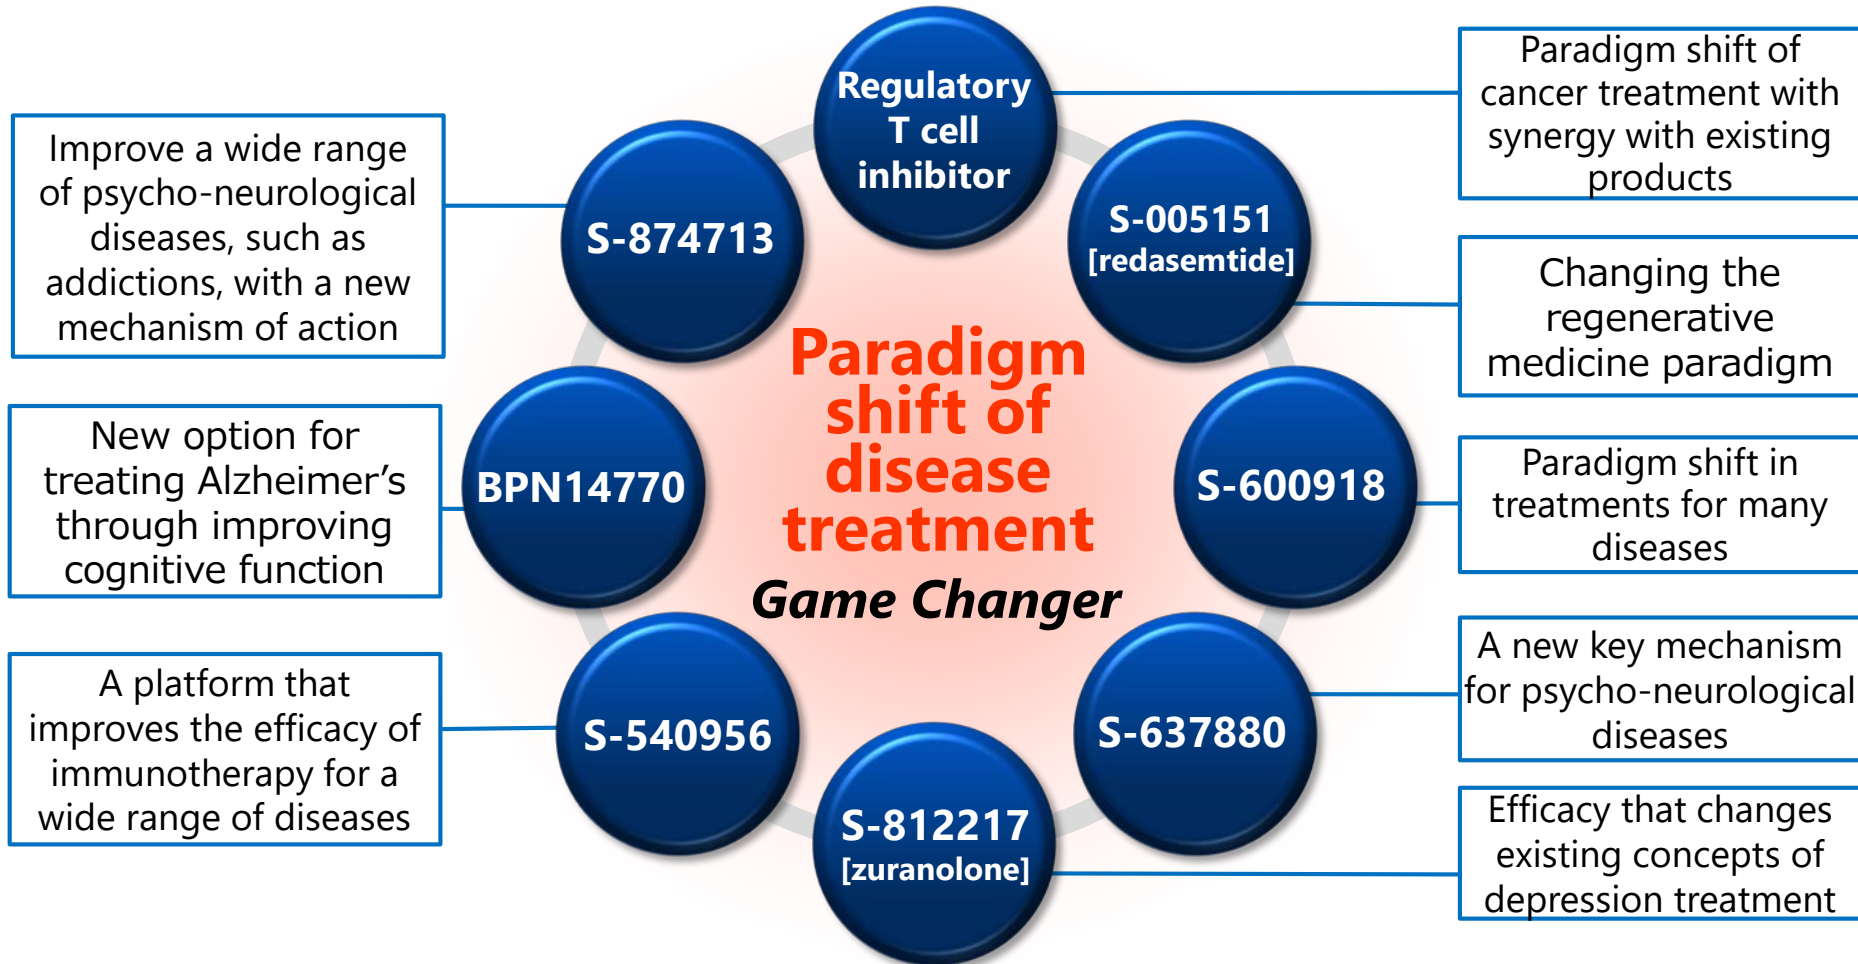 Regulatory
T cell
inhibitor
Paradigm shift of
cancer treatment with
synergy with existing
products
S-005151
[redasemtide]
Changing the
regenerative
medicine paradigm
S-600918
Paradigm shift in
treatments for many
diseases
S-637880
A new key mechanism
for psycho-neurological
diseases
S-812217
[zuranolone]
Efficacy that changes
existing concepts of
depression treatment
S-540956
A platform that
improves the efficacy of
immunotherapy for a
wide range of diseases
BPN14770
New option for
treating Alzheimer’s
through improving
cognitive function
S-874713
Improve a wide range
of psycho-neurological
diseases, such as
addictions, with a new
mechanism of action
Paradigm
shift of
disease
treatment
Game Changer